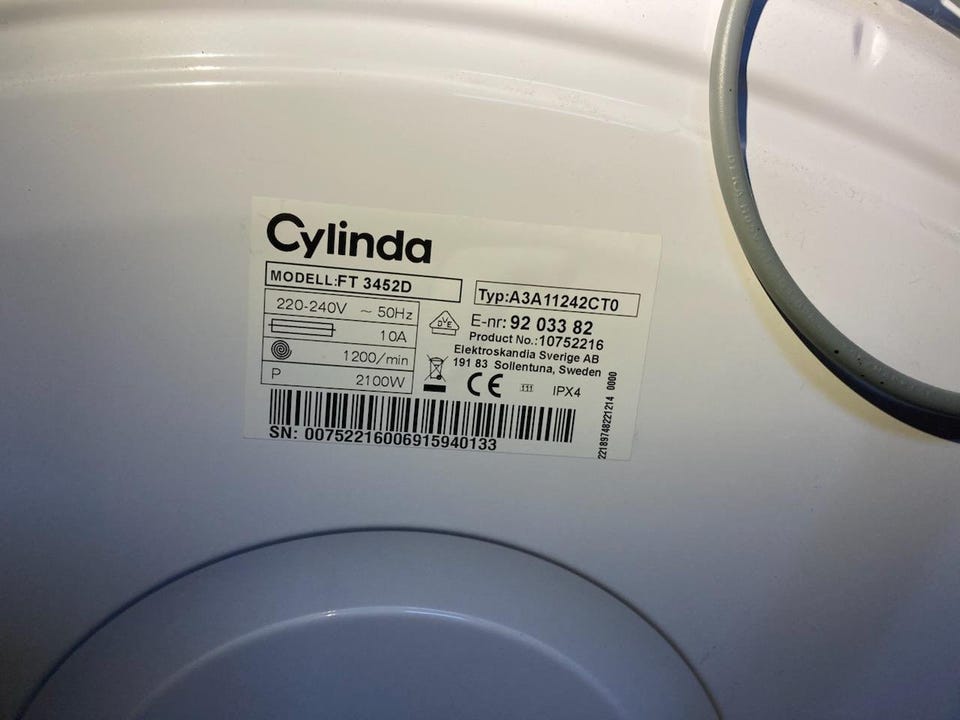 Cylinda
MODELL:FT 3452D
Typ:A3A11242CT0
220-240V ~ 50Hz
10A
1200/min
P 2100W
DVE
E-nr: 92 033 82
Product No.:10752216
Elektroskandia Sverige AB
191 83 Sollentuna, Sweden
CE
IPX4
SN: 00752216006915940133
22189748221214 0000